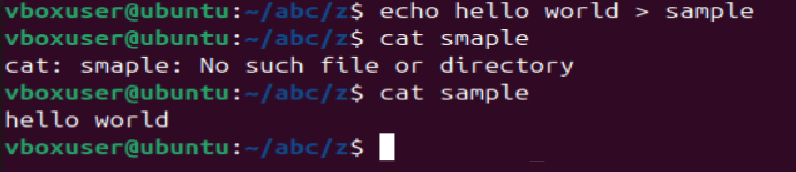 vboxuser@ubuntu:~/abc/z$ echo hello world > sample
vboxuser@ubuntu:~/abc/z$ cat smaple
cat: smaple: No such file or directory
vboxuser@ubuntu:~/abc/z$ cat sample
hello world
vboxuser@ubuntu:~/abc/z$